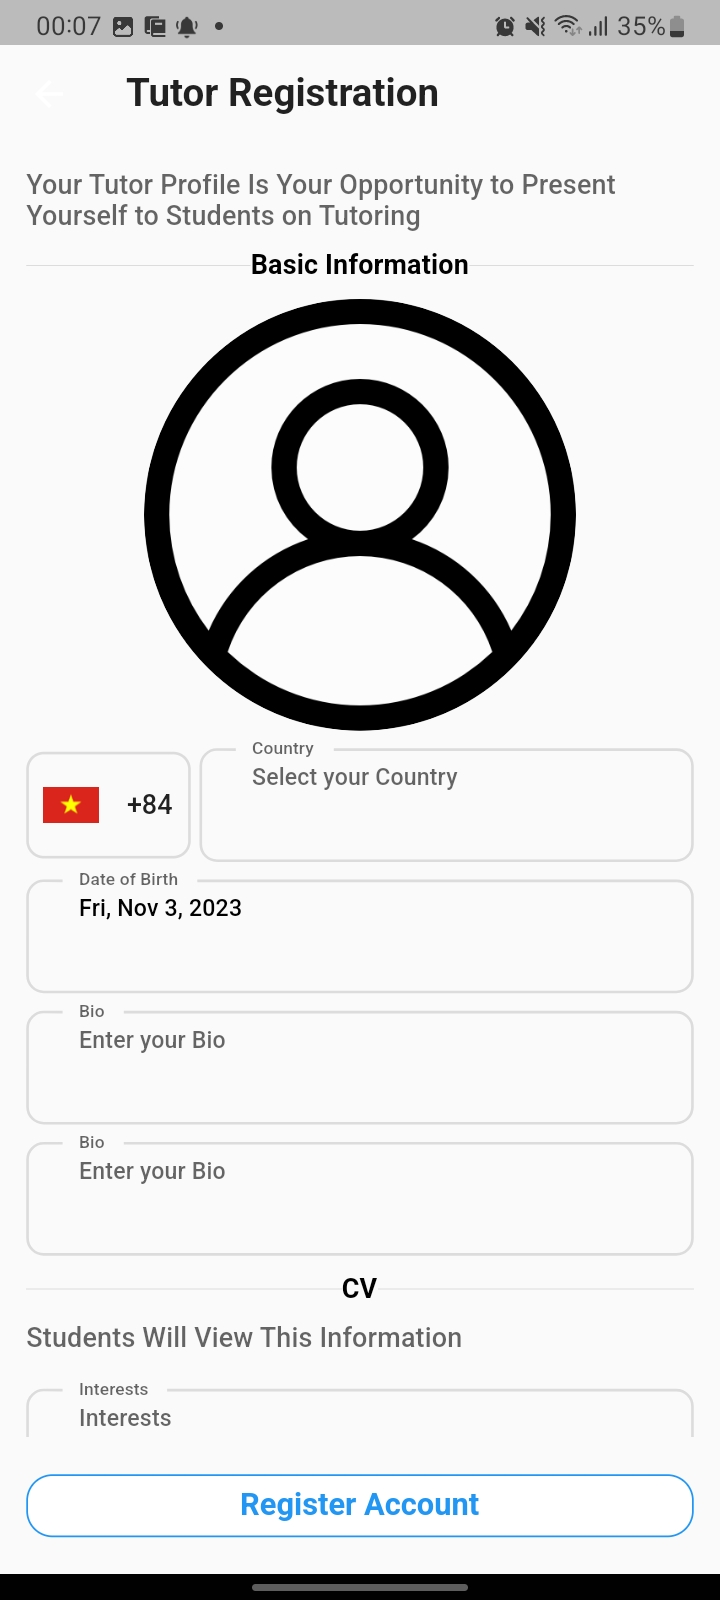 00:07 35%
Tutor Registration
Your Tutor Profile Is Your Opportunity to Present
Yourself to Students on Tutoring
Basic Information
Country
+84 Select your Country
Date of Birth
Fri, Nov 3, 2023
Bio
Enter your Bio
Bio
Enter your Bio
CV
Students Will View This Information
Interests
Interests
Register Account